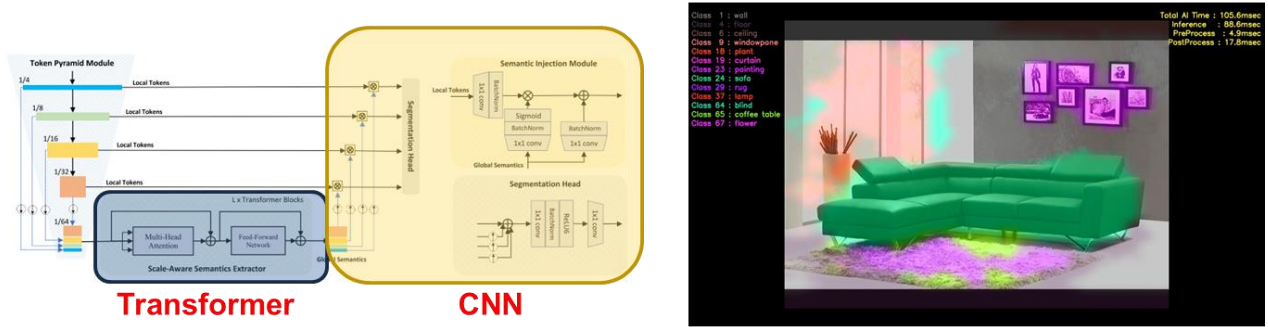 Token Pyramid Module
1/4
Local Tokens
1/8
Local Tokens
1/16
Local Tokens
1/32
Local Tokens
1/64
L x Transformer Blocks
Multi-Head
Attention
Feed-Forward
Network
Scale-Aware Semantics Extractor
Global Semantics
Segmentation Head
Semantic Injection Module
Local Tokens
1x1 conv
BatchNorm
Sigmoid
BatchNorm
1x1 conv
BatchNorm
1x1 conv
Global Semantics
Segmentation Head
1x1 conv
BatchNorm
ReLU6
1x1 conv
Transformer
CNN
Class 1 : wall
Class 4 : floor
Class 6 : ceiling
Class 9 : windowpane
Class 18 : plant
Class 19 : curtain
Class 23 : painting
Class 24 : sofa
Class 29 : rug
Class 37 : lamp
Class 64 : blind
Class 65 : coffee table
Class 67 : flower
Total AI Time : 105.6msec
Inference : 88.6msec
PreProcess : 4.9msec
PostProcess : 17.8msec